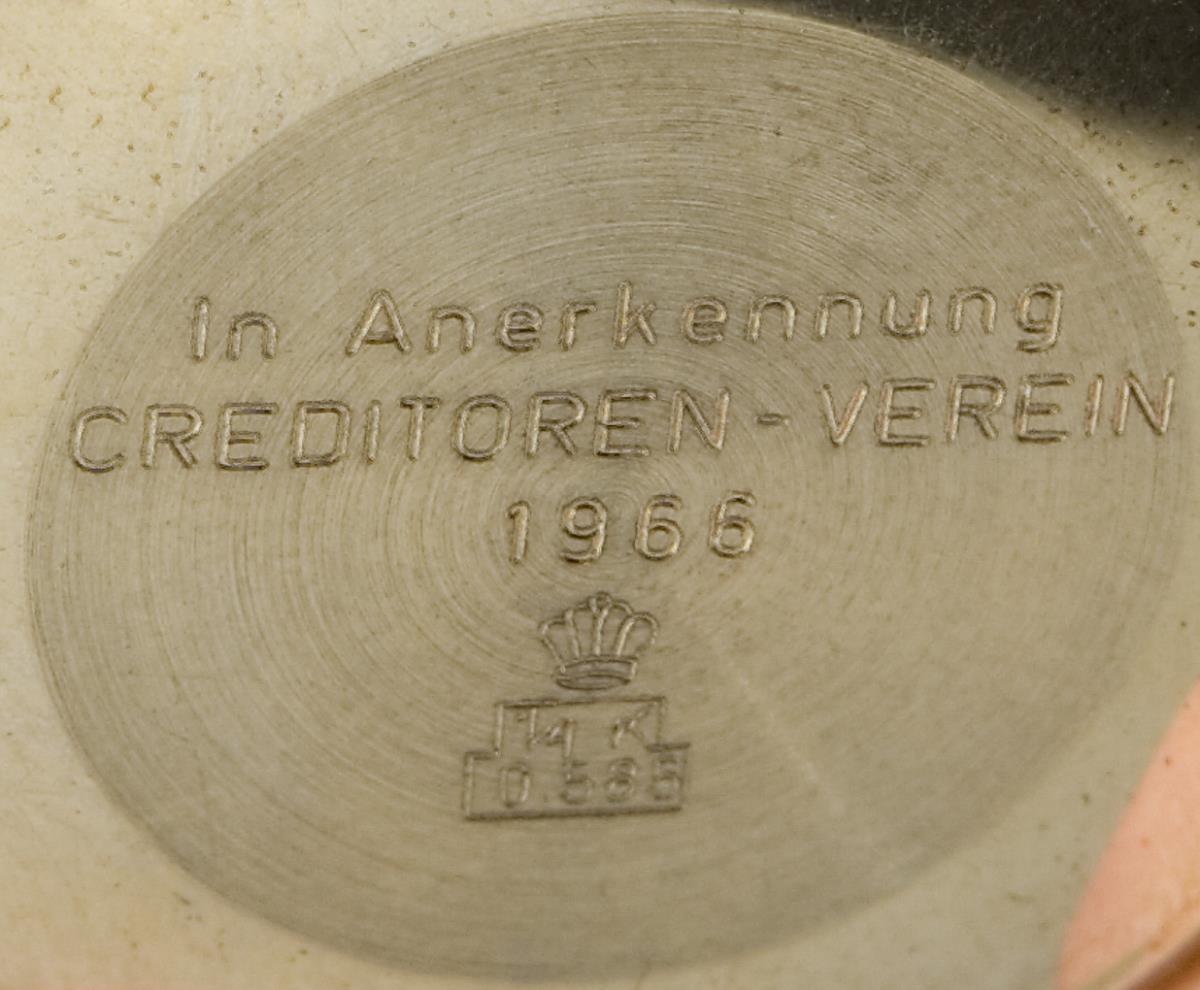 In Anerkennung
CREDITOREN-VEREIN
1966
14 K
0.585